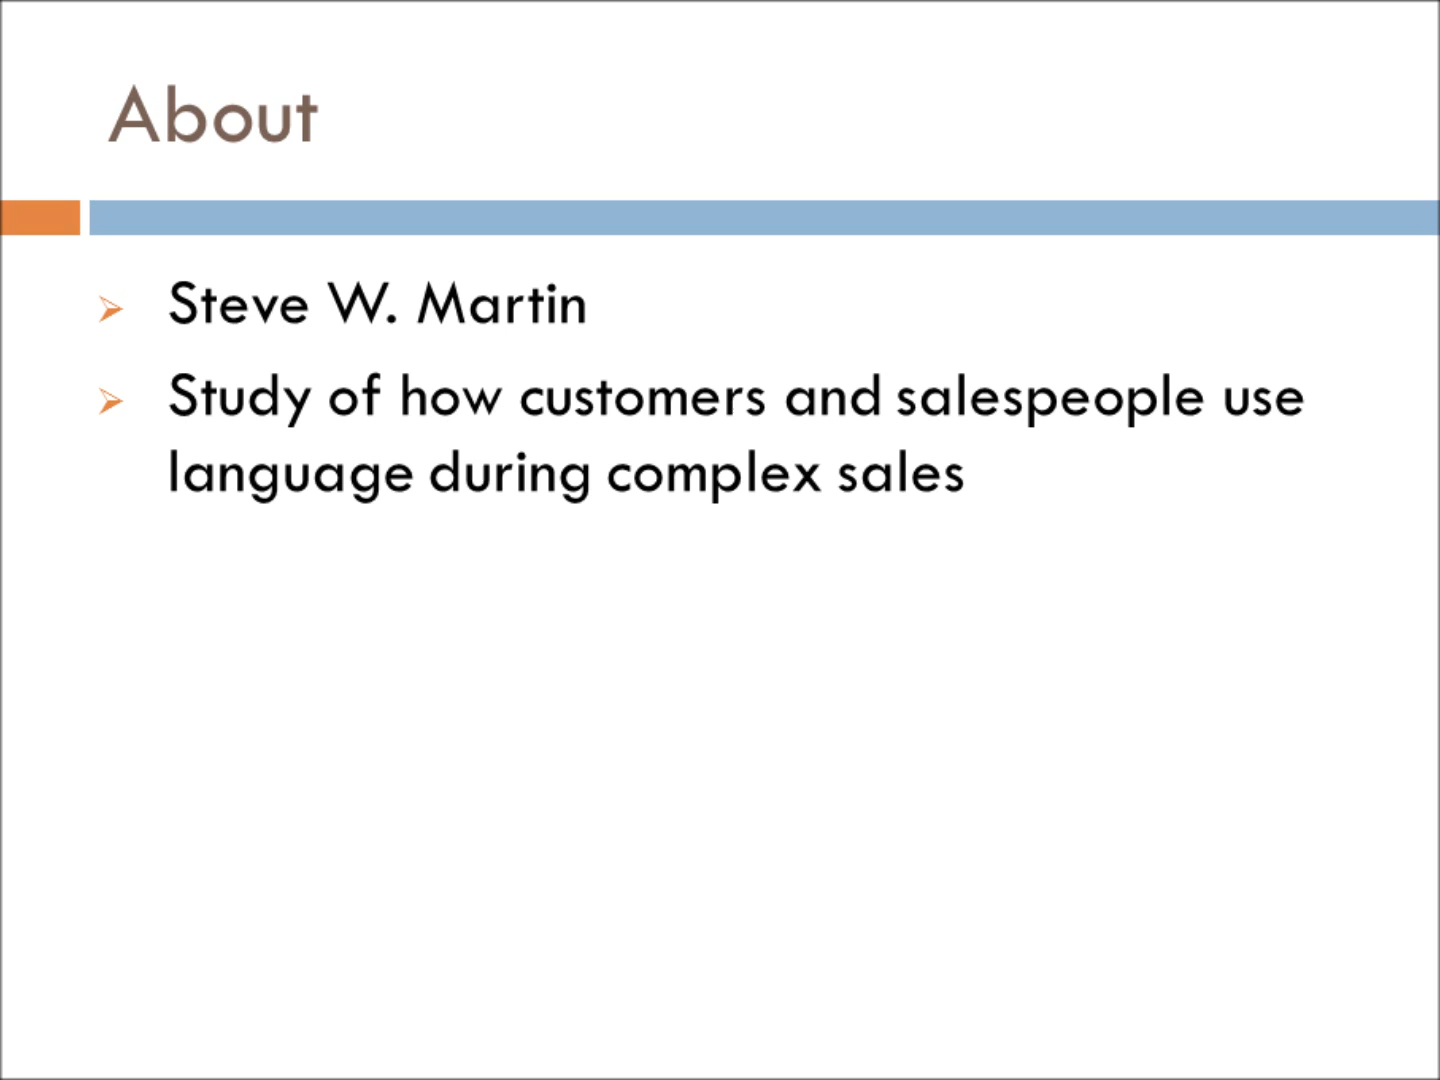 About
Steve W. Martin
Study of how customers and salespeople use
language during complex sales